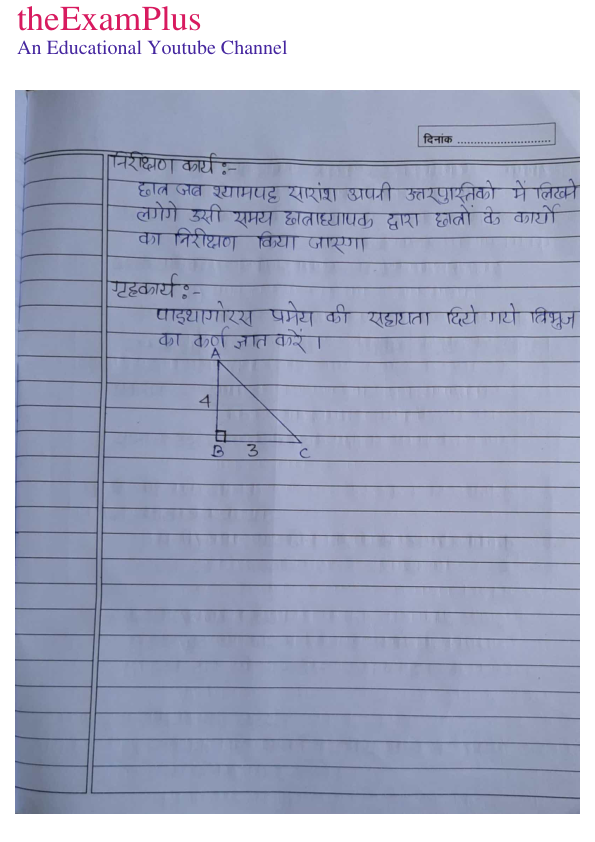 theExamPlus
An Educational Youtube Channel
दिनांक ............................
निरीक्षण कार्य :-
छात्र जब श्यामपट्ट सारांश अपनी उत्तरपुस्तिको में लिखने
लगेगे उसी समय छात्राध्यापक द्वारा छात्रों के कार्यो
का निरीक्षण किया जाएगा
गृहकार्य :-
पाइथागोरस प्रमेय की सहायता दिये गये त्रिभुज
का कर्ण ज्ञात करें ।
A
4
B 3 C